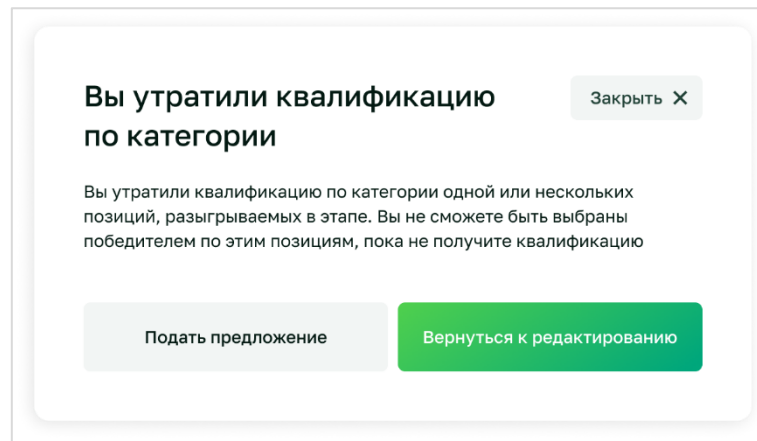 Вы утратили квалификацию
по категории
Закрыть
Вы утратили квалификацию по категории одной или нескольких
позиций, разыгрываемых в этапе. Вы не сможете быть выбраны
победителем по этим позициям, пока не получите квалификацию
Подать предложение
Вернуться к редактированию